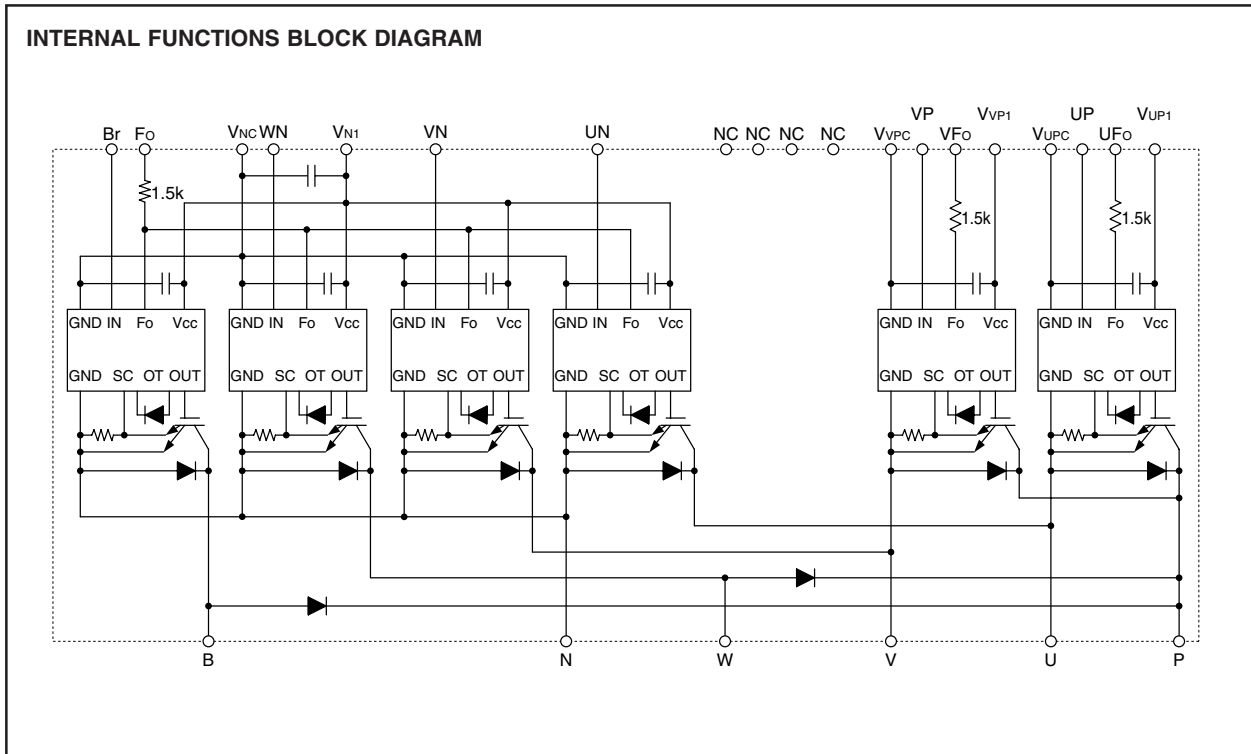 INTERNAL FUNCTIONS BLOCK DIAGRAM
VP VVP1 UP VUP1
Br FO VNC WN VN1 VN UN NC NC NC NC VVPC VFO VUPC UFO
1.5k
1.5k 1.5k
GND IN Fo Vcc GND IN Fo Vcc GND IN Fo Vcc GND IN Fo Vcc GND IN Fo Vcc GND IN Fo Vcc
GND SC OT OUT GND SC OT OUT GND SC OT OUT GND SC OT OUT GND SC OT OUT GND SC OT OUT
B N W V U P